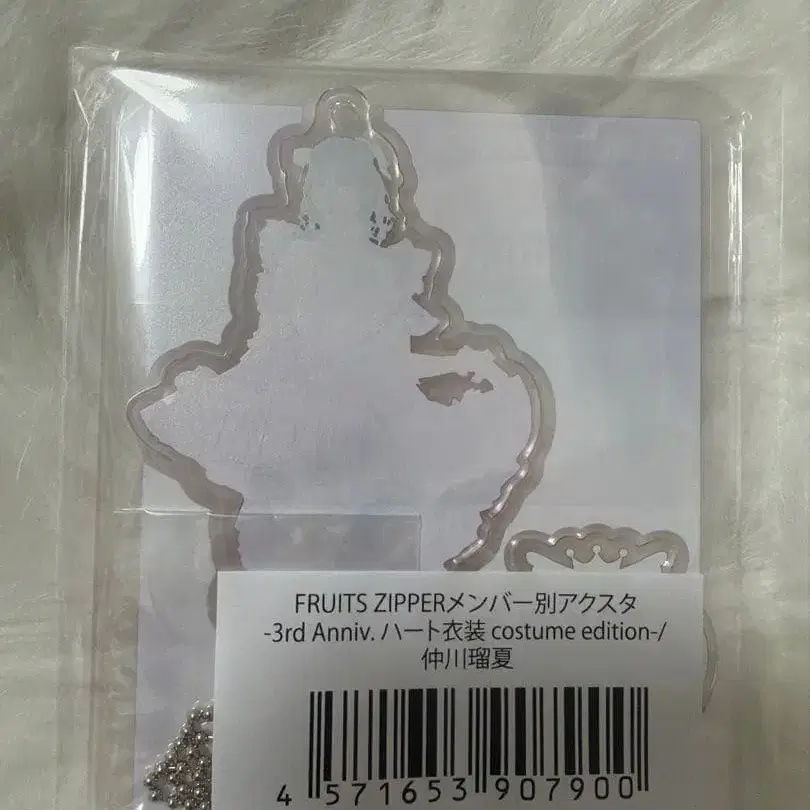 FRUITS ZIPPERメンバー別アクスタ
-3rd Anniv. ハート衣装 costume edition-/
仲川瑠夏
4 571653 907900